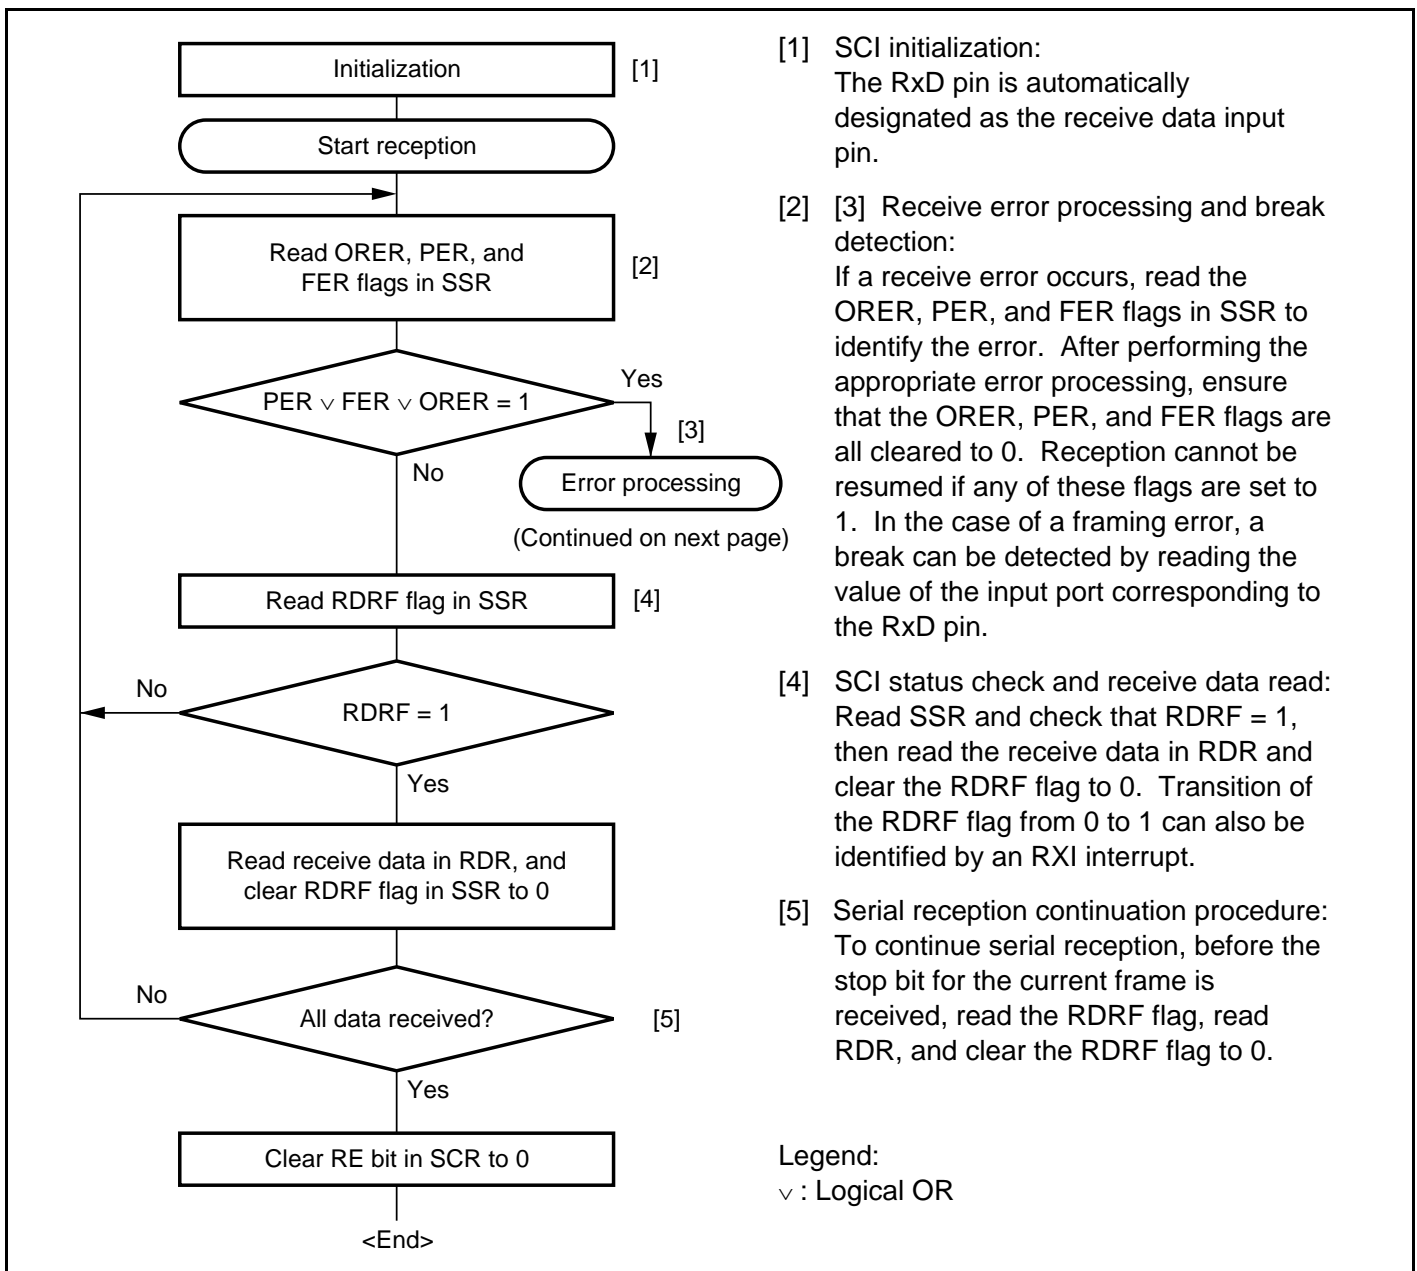 Initialization
[1]
Start reception
Read ORER, PER, and
FER flags in SSR
[2]
PER ∨ FER ∨ ORER = 1
Yes
[3]
No
Error processing
(Continued on next page)
Read RDRF flag in SSR
[4]
No
RDRF = 1
Yes
Read receive data in RDR, and
clear RDRF flag in SSR to 0
No
All data received?
[5]
Yes
Clear RE bit in SCR to 0
<End>
[1] SCI initialization:
The RxD pin is automatically
designated as the receive data input
pin.
[2] [3] Receive error processing and break
detection:
If a receive error occurs, read the
ORER, PER, and FER flags in SSR to
identify the error. After performing the
appropriate error processing, ensure
that the ORER, PER, and FER flags are
all cleared to 0. Reception cannot be
resumed if any of these flags are set to
1. In the case of a framing error, a
break can be detected by reading the
value of the input port corresponding to
the RxD pin.
[4] SCI status check and receive data read:
Read SSR and check that RDRF = 1,
then read the receive data in RDR and
clear the RDRF flag to 0. Transition of
the RDRF flag from 0 to 1 can also be
identified by an RXI interrupt.
[5] Serial reception continuation procedure:
To continue serial reception, before the
stop bit for the current frame is
received, read the RDRF flag, read
RDR, and clear the RDRF flag to 0.
Legend:
∨ : Logical OR